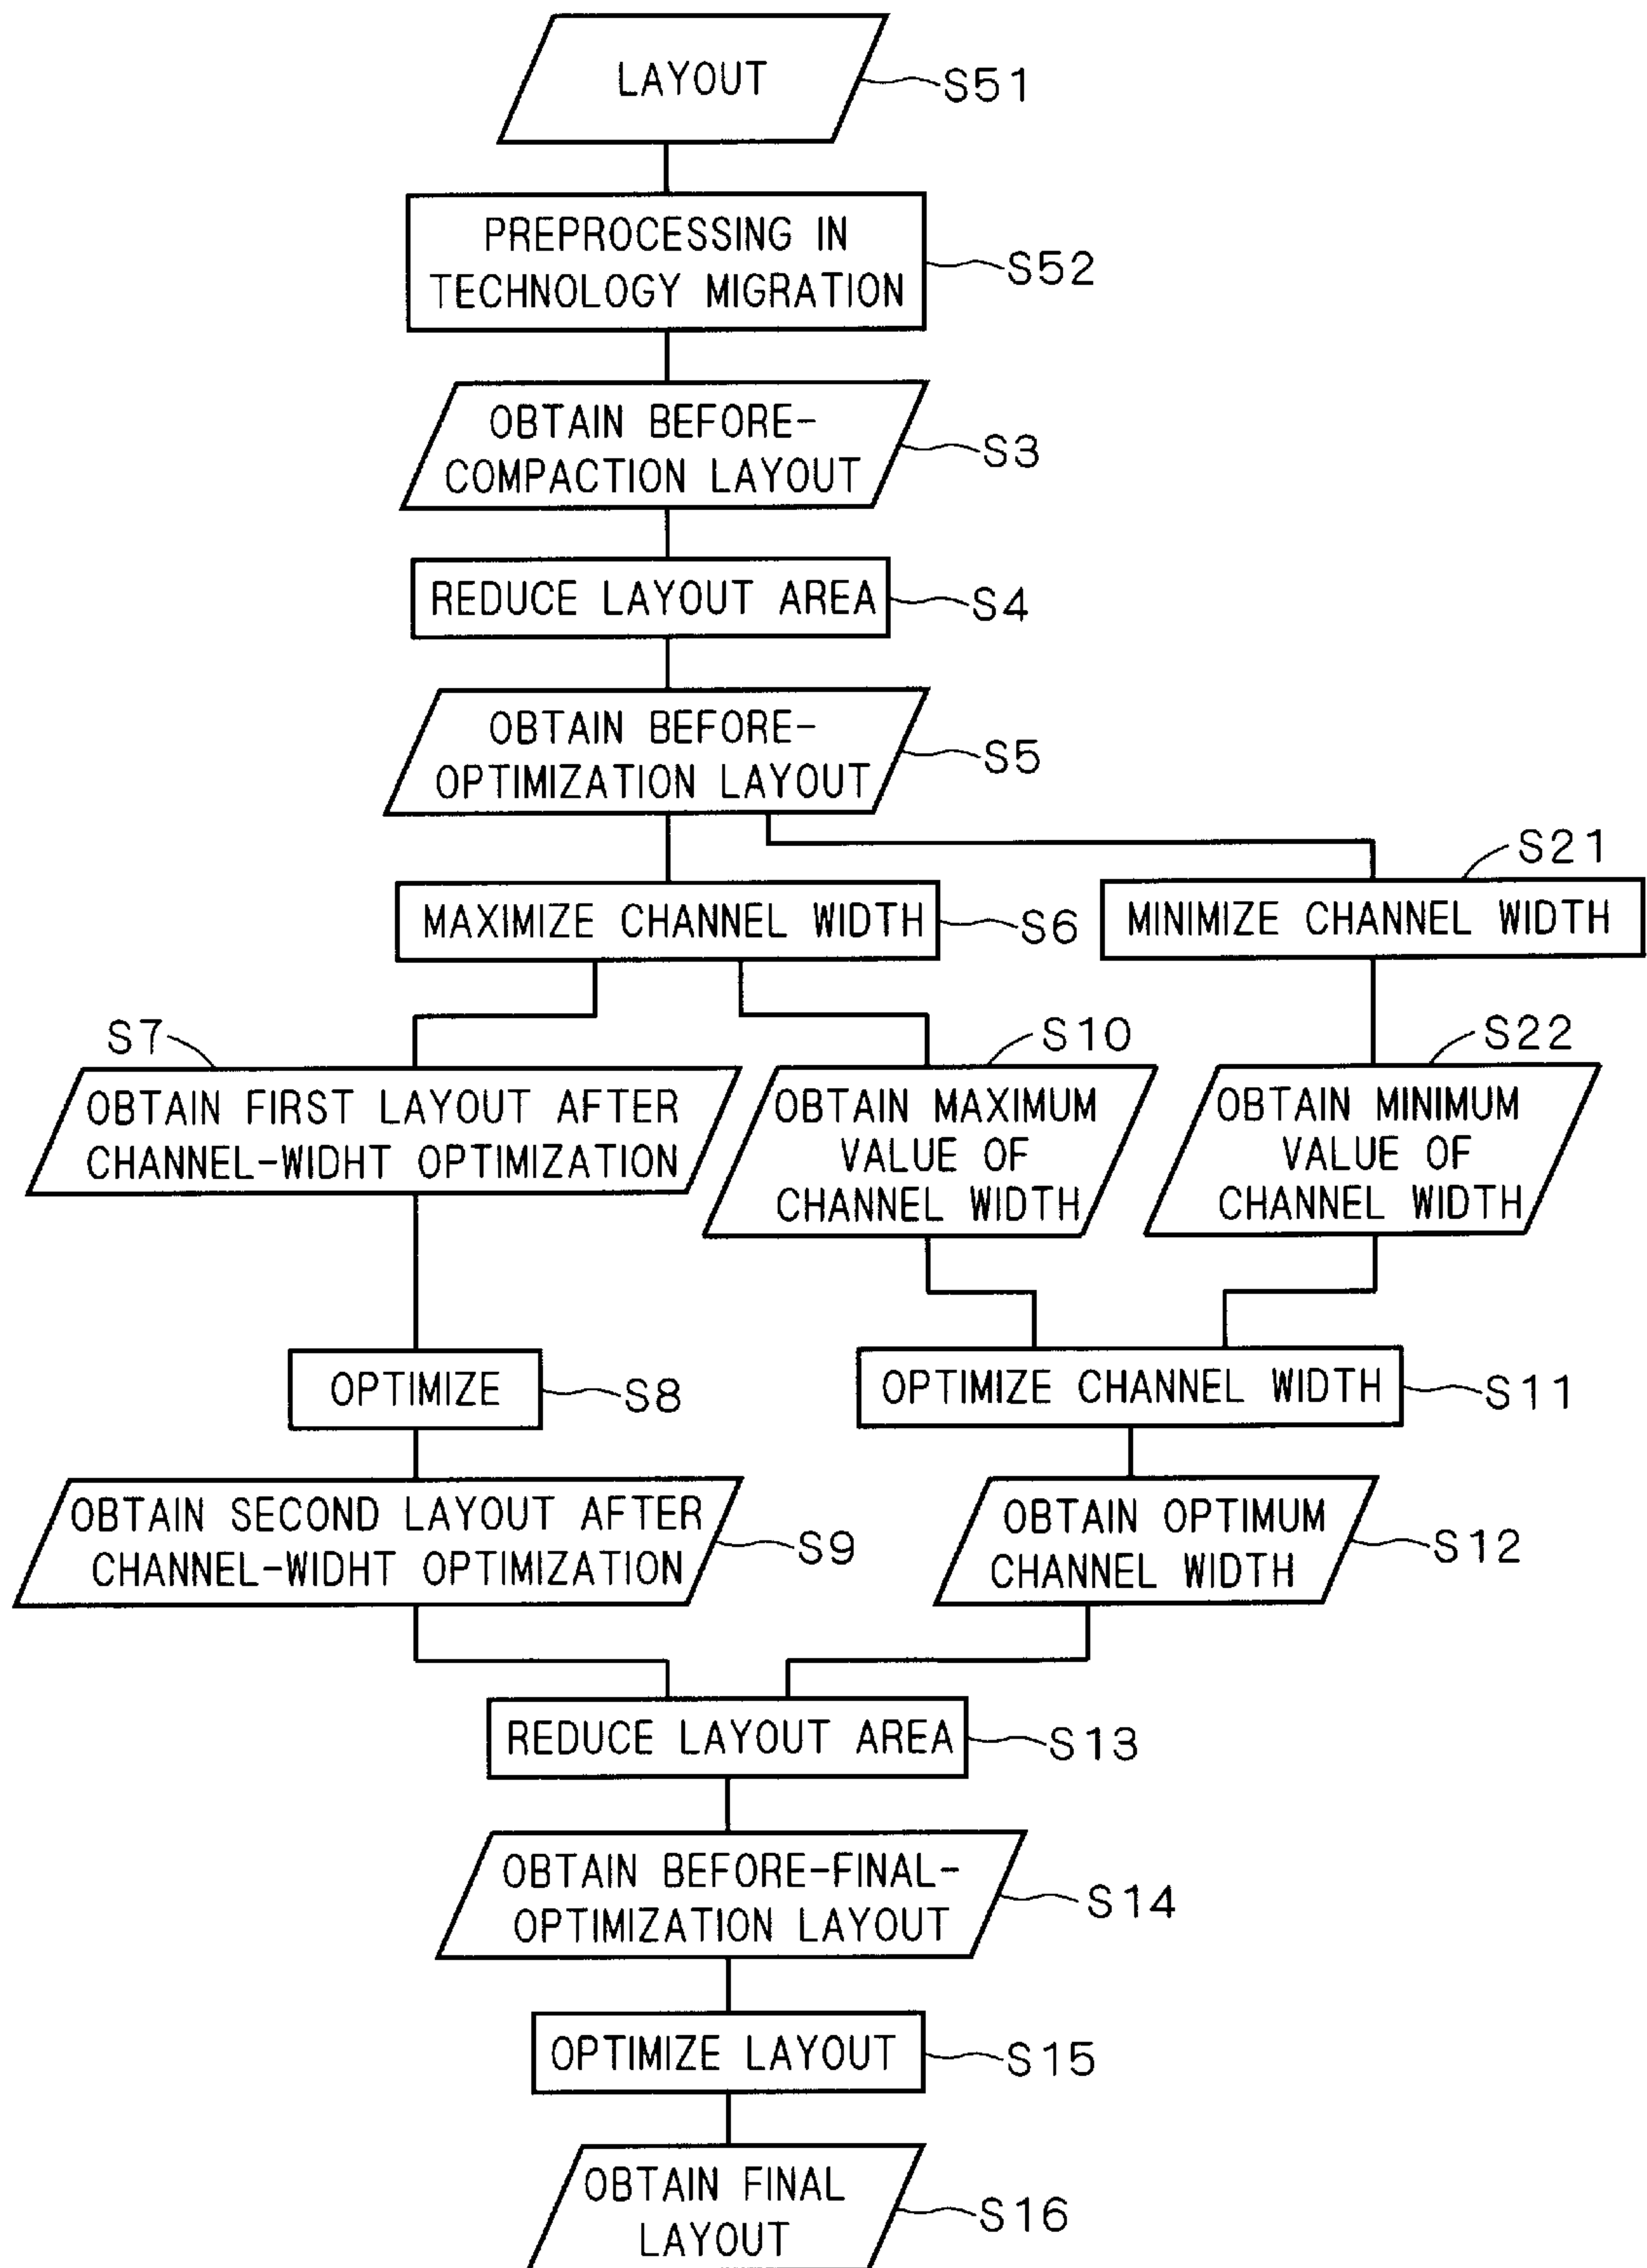 LAYOUT
S51
PREPROCESSING IN
TECHNOLOGY MIGRATION
S52
OBTAIN BEFORE-
COMPACTION LAYOUT
S3
REDUCE LAYOUT AREA
S4
OBTAIN BEFORE-
OPTIMIZATION LAYOUT
S5
MAXIMIZE CHANNEL WIDTH
S6
S21
MINIMIZE CHANNEL WIDTH
S7
OBTAIN FIRST LAYOUT AFTER
CHANNEL-WIDHT OPTIMIZATION
S10
OBTAIN MAXIMUM
VALUE OF
CHANNEL WIDTH
S22
OBTAIN MINIMUM
VALUE OF
CHANNEL WIDTH
OPTIMIZE
S8
OPTIMIZE CHANNEL WIDTH
S11
OBTAIN SECOND LAYOUT AFTER
CHANNEL-WIDHT OPTIMIZATION
S9
OBTAIN OPTIMUM
CHANNEL WIDTH
S12
REDUCE LAYOUT AREA
S13
OBTAIN BEFORE-FINAL-
OPTIMIZATION LAYOUT
S14
OPTIMIZE LAYOUT
S15
OBTAIN FINAL
LAYOUT
S16